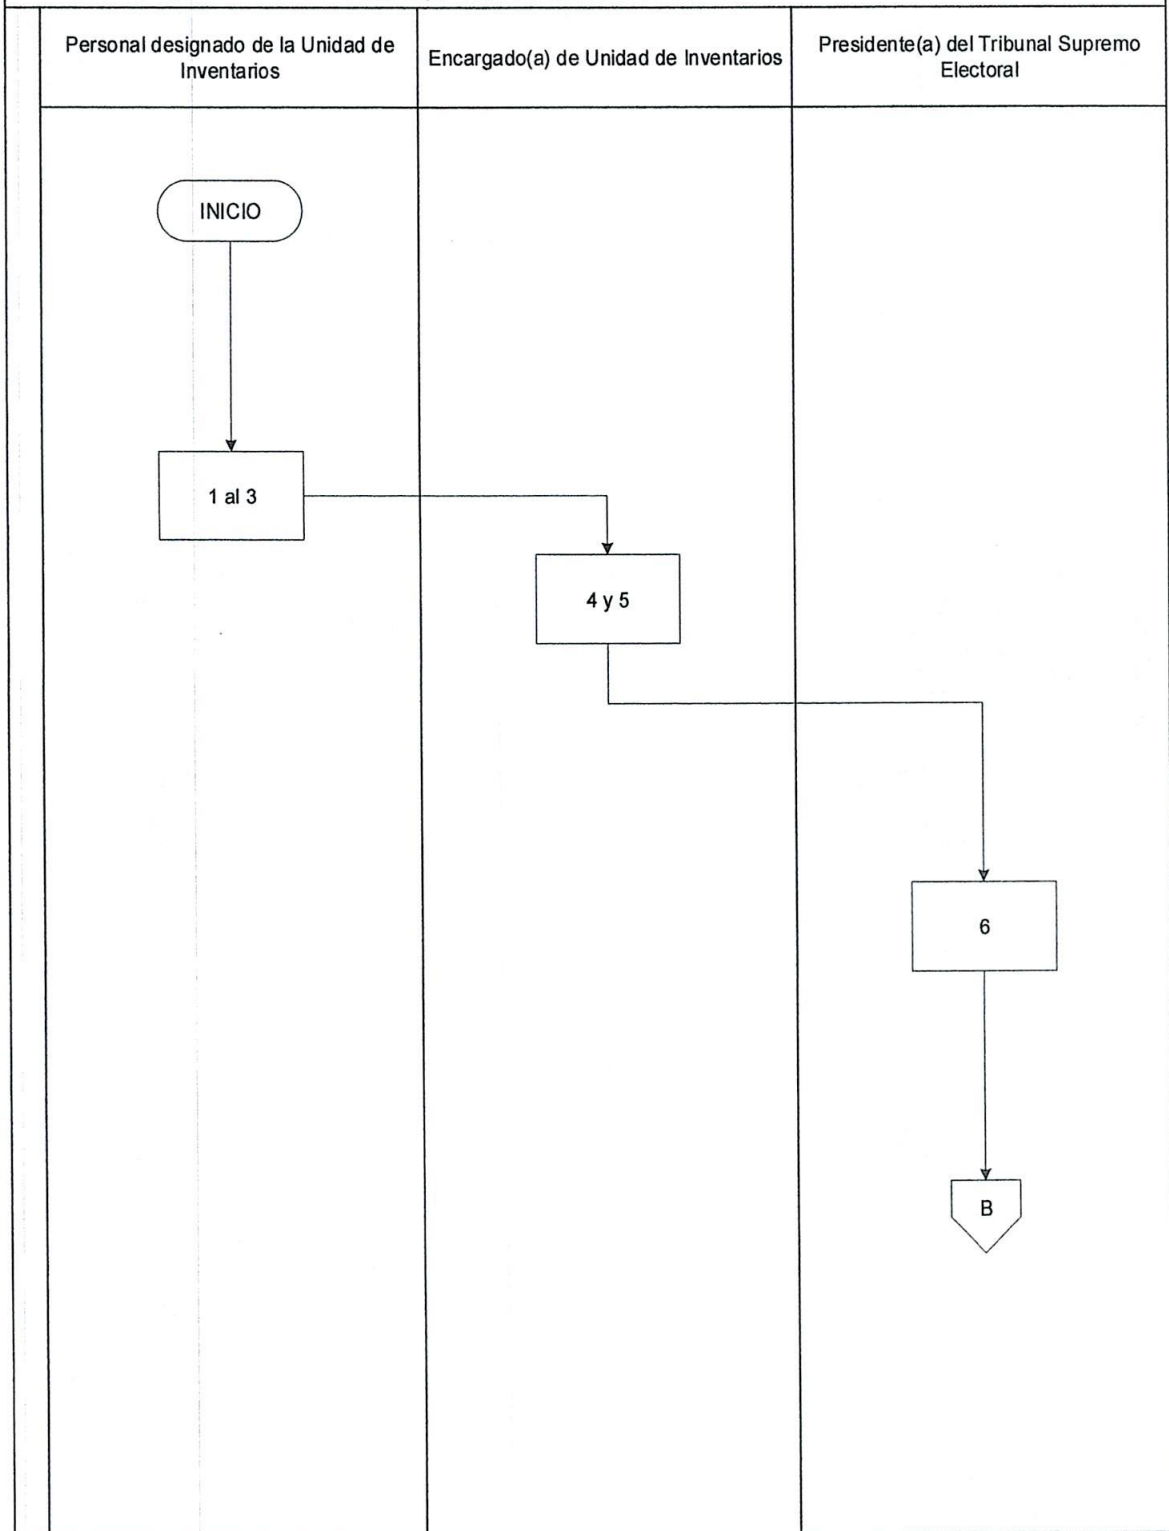 Personal designado de la Unidad de
Inventarios
Encargado(a) de Unidad de Inventarios
Presidente(a) del Tribunal Supremo
Electoral
INICIO
1 al 3
4 y 5
6
B